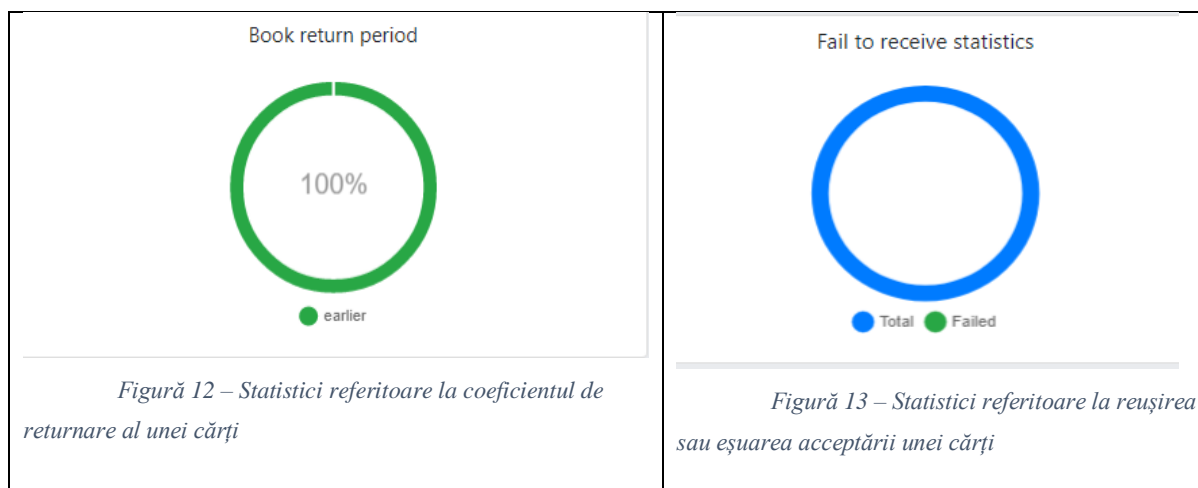 Book return period
100%
earlier
Figură 12 – Statistici referitoare la coeficientul de
returnare al unei cărți
Fail to receive statistics
Total Failed
Figură 13 – Statistici referitoare la reușirea
sau eșuarea acceptării unei cărți